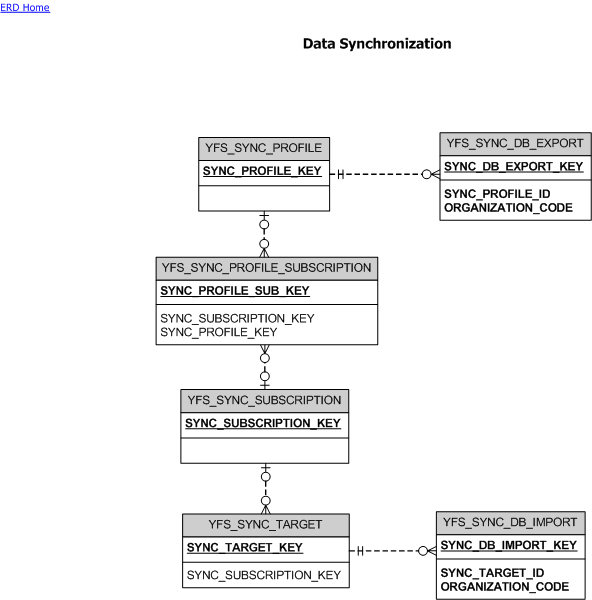 ERD Home
Data Synchronization
YFS_SYNC_PROFILE
SYNC_PROFILE_KEY
YFS_SYNC_DB_EXPORT
SYNC_DB_EXPORT_KEY
SYNC_PROFILE_ID
ORGANIZATION_CODE
YFS_SYNC_PROFILE_SUBSCRIPTION
SYNC_PROFILE_SUB_KEY
SYNC_SUBSCRIPTION_KEY
SYNC_PROFILE_KEY
YFS_SYNC_SUBSCRIPTION
SYNC_SUBSCRIPTION_KEY
YFS_SYNC_TARGET
SYNC_TARGET_KEY
SYNC_SUBSCRIPTION_KEY
YFS_SYNC_DB_IMPORT
SYNC_DB_IMPORT_KEY
SYNC_TARGET_ID
ORGANIZATION_CODE